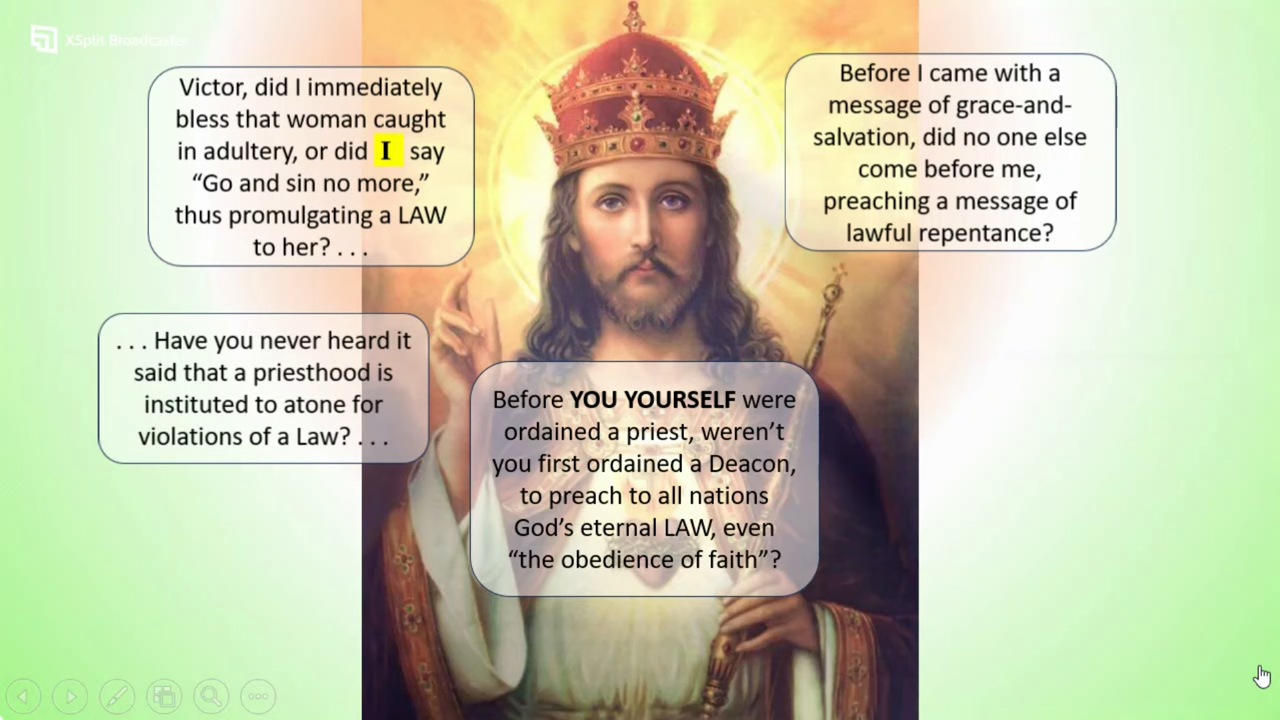 XSplit Broadcaster
Victor, did I immediately
bless that woman caught
in adultery, or did I say
“Go and sin no more,”
thus promulgating a LAW
to her? . . .
Before I came with a
message of grace-and-
salvation, did no one else
come before me,
preaching a message of
lawful repentance?
. . . Have you never heard it
said that a priesthood is
instituted to atone for
violations of a Law? . . .
Before YOU YOURSELF were
ordained a priest, weren’t
you first ordained a Deacon,
to preach to all nations
God’s eternal LAW, even
“the obedience of faith”?